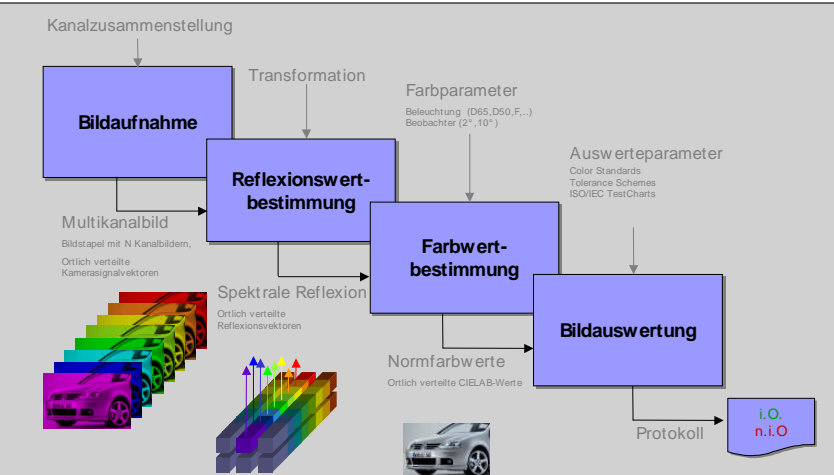 Kanalzusammenstellung
Bildaufnahme
Transformation
Reflexionswert-
bestimmung
Farbparameter
Beleuchtung (D65,D50,F,..)
Beobachter (2°,10°)
Farbwert-
bestimmung
Auswerteparameter
Color Standards
Tolerance Schemes
ISO/IEC TestCharts
Bildauswertung
Multikanalbild
Bildstapel mit N Kanalbildern,
Örtlich verteilte
Kamerasignalvektoren
Spektrale Reflexion
Örtlich verteilte
Reflexionsvektoren
Normfarbwerte
Örtlich verteilte CIELAB-Werte
Protokoll
i.O.
n.i.O